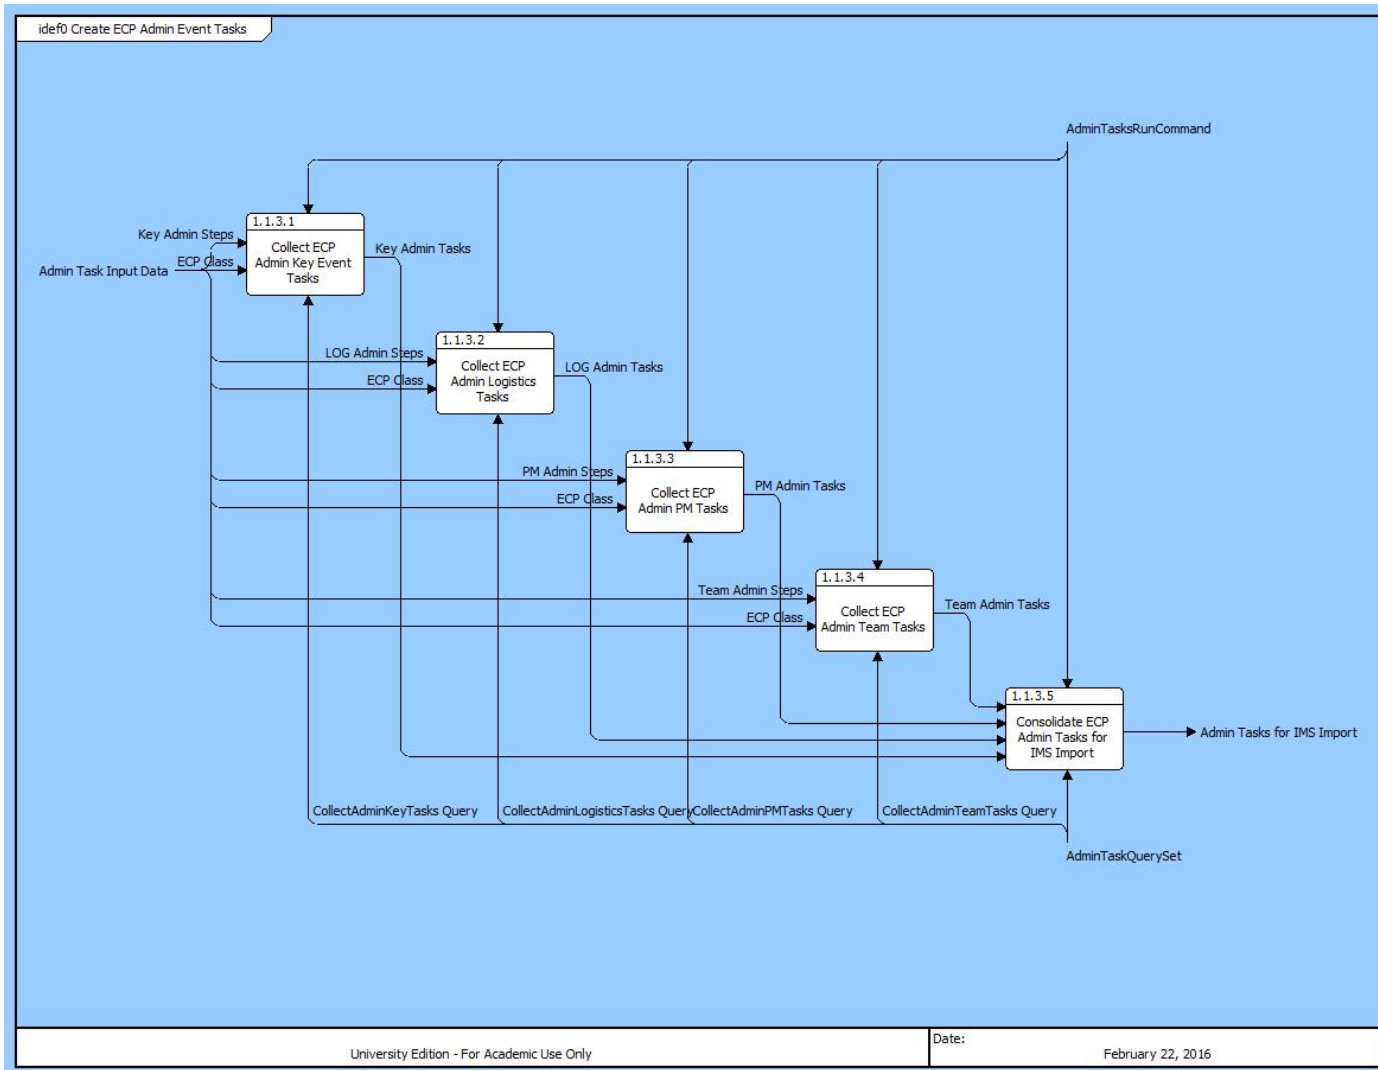 idef0 Create ECP Admin Event Tasks
AdminTasksRunCommand
1.1.3.1
Key Admin Steps
Collect ECP
Admin Key Event
Tasks
Key Admin Tasks
ECP Class
Admin Task Input Data
1.1.3.2
LOG Admin Steps
Collect ECP
Admin Logistics
Tasks
LOG Admin Tasks
ECP Class
1.1.3.3
PM Admin Steps
Collect ECP
Admin PM Tasks
PM Admin Tasks
ECP Class
1.1.3.4
Team Admin Steps
Collect ECP
Admin Team Tasks
Team Admin Tasks
ECP Class
1.1.3.5
Consolidate ECP
Admin Tasks for
IMS Import
Admin Tasks for IMS Import
CollectAdminKeyTasks Query
CollectAdminLogisticsTasks Query
CollectAdminPMTasks Query
CollectAdminTeamTasks Query
AdminTaskQuerySet
University Edition - For Academic Use Only
Date:
February 22, 2016